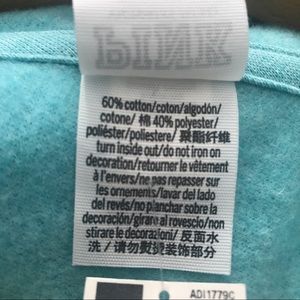 PINK
60% cotton/coton/algodón/
cotone/ 棉 40% polyester/
poliéster/poliestere/ 聚酯纤维
turn inside out/do not iron on
decoration/retourner le vêtement
à l'envers/ne pas repasser sur
les ornements/lavar del lado
del revés/no planchar sobre la
decoración/girare al rovescio/non
stirare le decorazioni/ 反面水
洗 / 请勿熨烫装饰部分
ADI1779C